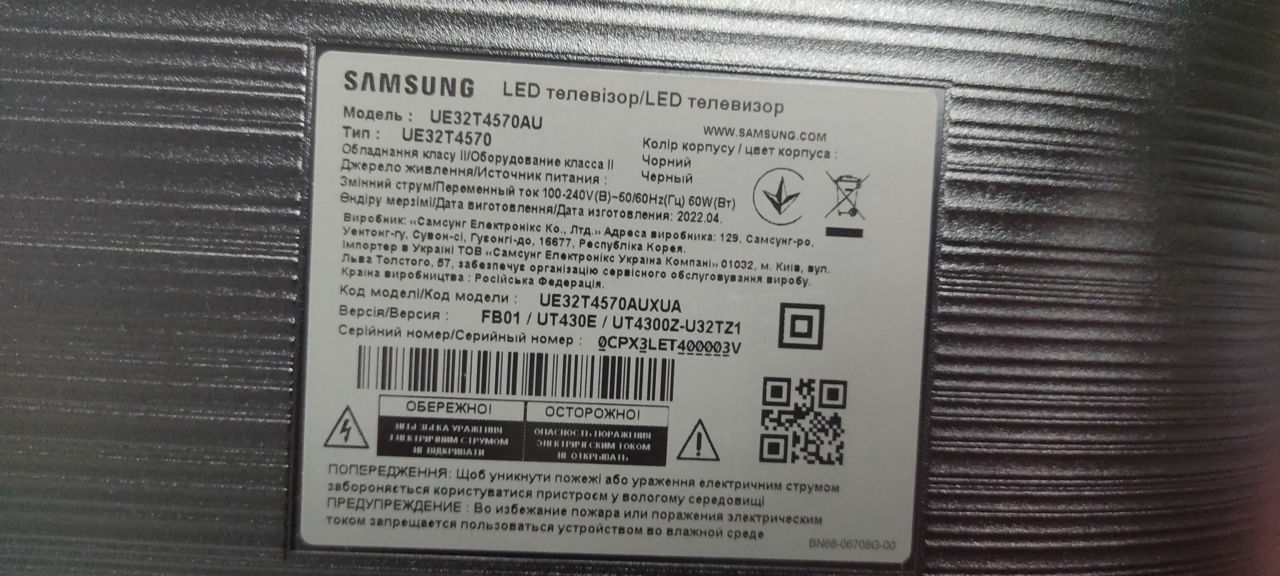 SAMSUNG LED телевізор/LED телевизор
Модель : UE32T4570AU
Тип : UE32T4570
WWW.SAMSUNG.COM
Обладнання класу II/Оборудование класса II
Колір корпусу / цвет корпуса :
Джерело живлення/Источник питания :
Чорний
Черный
Змінний струм/Переменный ток 100-240V(В)~50/60Hz(Гц) 60W(Вт)
Өндіру мерзімі/Дата виготовлення/Дата изготовления: 2022.04.
Виробник: «Самсунг Електронікс Ко., Лтд.» Адреса виробника: 129, Самсунг-ро,
Уентонг-гу, Сувон-сі, Гуєонгі-до, 16677, Республіка Корея.
Імпортер в Україні ТОВ «Самсунг Електронікс Україна Компані» 01032, м. Київ, вул.
Льва Толстого, 57, забезпечує організацію сервісного обслуговування виробу.
Країна виробництва : Російська Федерація.
Код моделі/Код модели : UE32T4570AUXUA
Версія/Версия : FB01 / UT430E / UT4300Z-U32TZ1
Серійний номер/Серийный номер : 0CPX3LET400003V
ОБЕРЕЖНО! ОСТОРОЖНО!
НЕБЕЗПЕКА УРАЖЕННЯ
ЕЛЕКТРИЧНИМ СТРУМОМ
НЕ ВІДКРИВАТИ
ОПАСНОСТЬ ПОРАЖЕНИЯ
ЭЛЕКТРИЧЕСКИМ ТОКОМ
НЕ ОТКРЫВАТЬ
ПОПЕРЕДЖЕННЯ: Щоб уникнути пожежі або ураження електричним струмом
забороняється користуватися пристроєм у вологому середовищі
ПРЕДУПРЕЖДЕНИЕ : Во избежание пожара или поражения электрическим
током запрещается пользоваться устройством во влажной среде
BN68-06708G-00